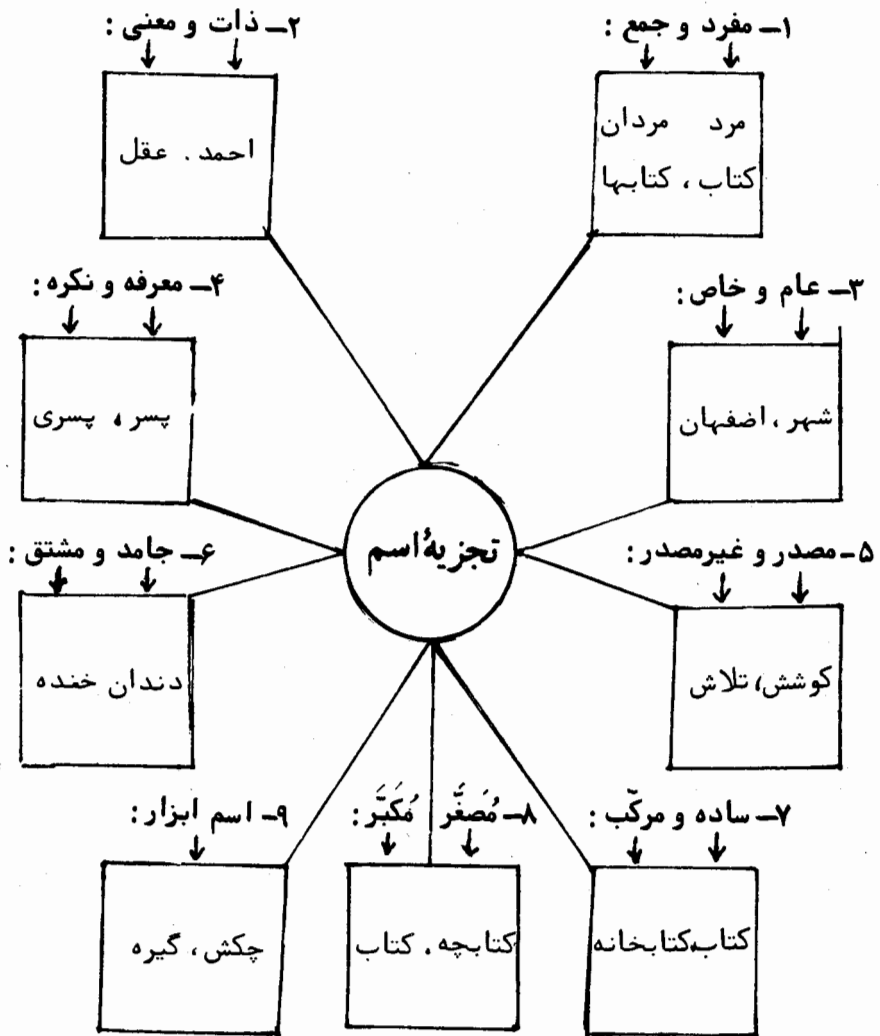 ۱ـ مفرد و جمع :
مرد مردان
کتاب ، کتابها
۲ـ ذات و معنی :
احمد . عقل
۳ـ عام و خاص :
شهر ، اضفهان
۴ـ معرفه و نکره :
پسر ، پسری
تجزیهٔ اسم
۵ـ مصدر و غیرمصدر :
کوشش، تلاش
۶ـ جامد و مشتق :
دندان خنده
۷ـ ساده و مرکّب :
کتاب،کتابخانه
۸ـ مُصَغَّر مُکَبَّر :
کتابچه . کتاب
۹ـ اسم ابزار :
چکش ، گیره